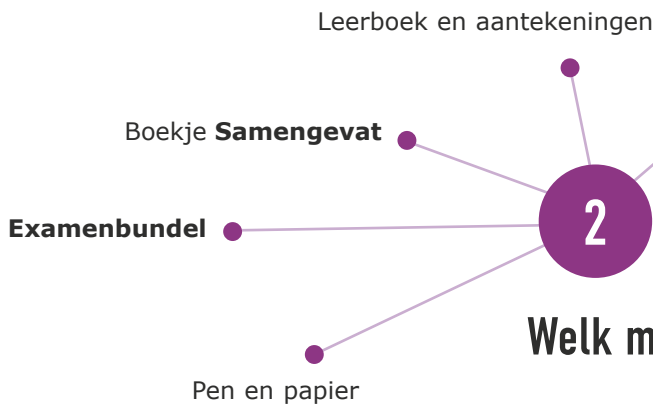 Leerboek en aantekeningen
Boekje Samengevat
Examenbundel
2
Welk m
Pen en papier